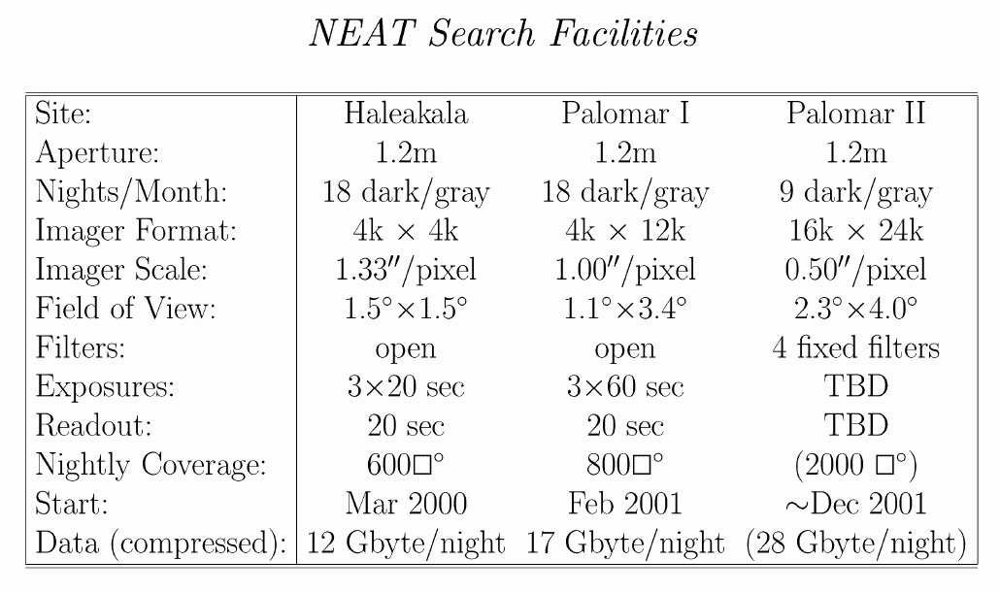 NEAT Search Facilities
Site: Haleakala Palomar I Palomar II
Aperture: 1.2m 1.2m 1.2m
Nights/Month: 18 dark/gray 18 dark/gray 9 dark/gray
Imager Format: 4k × 4k 4k × 12k 16k × 24k
Imager Scale: 1.33″/pixel 1.00″/pixel 0.50″/pixel
Field of View: 1.5°×1.5° 1.1°×3.4° 2.3°×4.0°
Filters: open open 4 fixed filters
Exposures: 3×20 sec 3×60 sec TBD
Readout: 20 sec 20 sec TBD
Nightly Coverage: 600□° 800□° (2000 □°)
Start: Mar 2000 Feb 2001 ~Dec 2001
Data (compressed): 12 Gbyte/night 17 Gbyte/night (28 Gbyte/night)